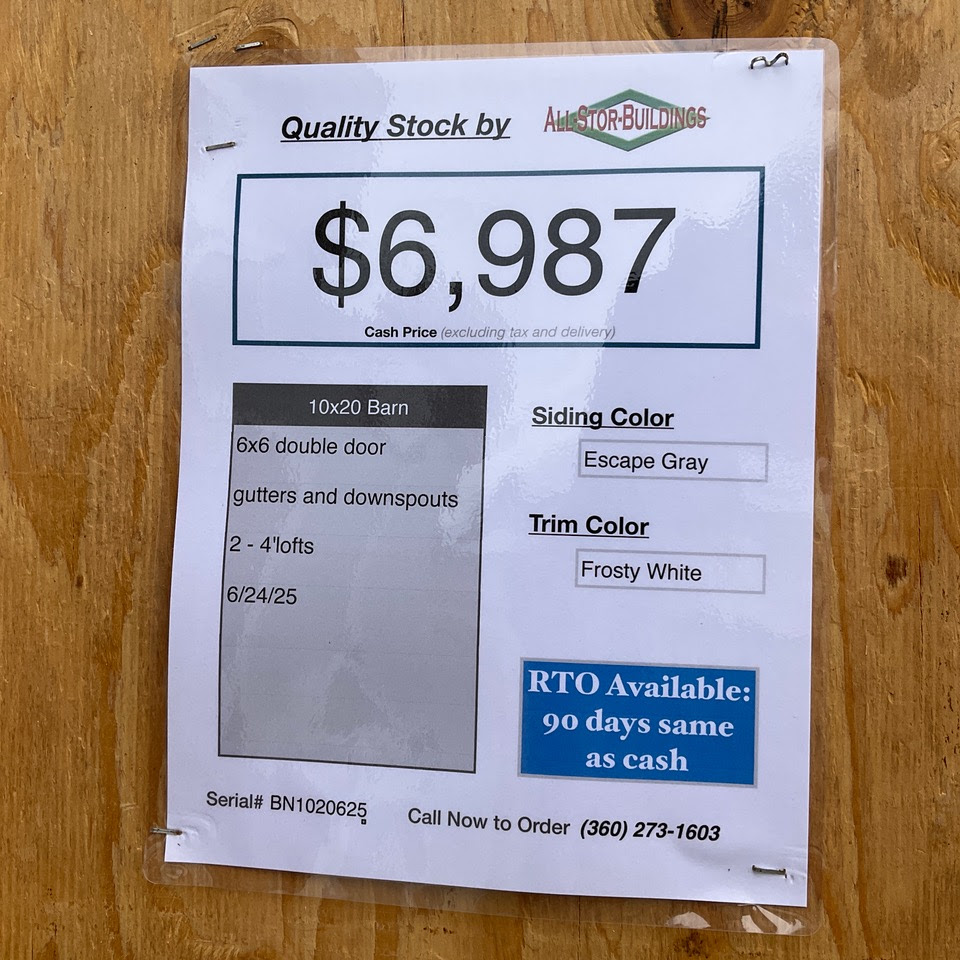 Quality Stock by
ALL-STOR-BUILDINGS
$6,987
Cash Price (excluding tax and delivery)
10x20 Barn
6x6 double door
gutters and downspouts
2 - 4'lofts
6/24/25
Siding Color
Escape Gray
Trim Color
Frosty White
RTO Available:
90 days same
as cash
Serial# BN1020625
Call Now to Order (360) 273-1603